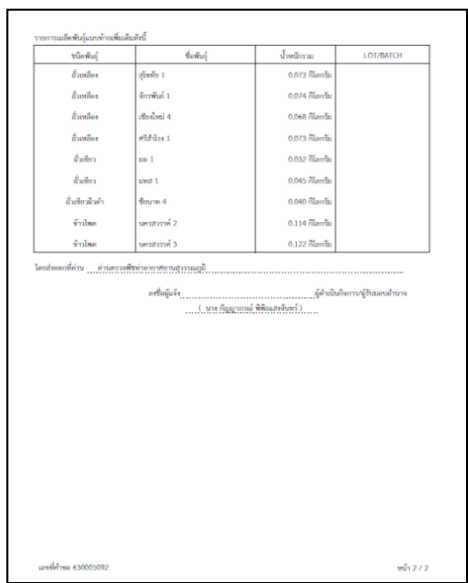 รายการเมล็ดพันธุ์แนบท้ายเพิ่มเติมดังนี้
ชนิดพันธุ์ ชื่อพันธุ์ น้ำหนักรวม LOT/BATCH
ถั่วเหลือง สุโขทัย 1 0.073 กิโลกรัม
ถั่วเหลือง จักรพันธ์ 1 0.074 กิโลกรัม
ถั่วเหลือง เชียงใหม่ 4 0.068 กิโลกรัม
ถั่วเหลือง ศรีสำโรง 1 0.073 กิโลกรัม
ถั่วเขียว มอ 1 0.032 กิโลกรัม
ถั่วเขียว มทส 1 0.045 กิโลกรัม
ถั่วเขียวผิวดำ ชัยนาท 4 0.040 กิโลกรัม
ข้าวโพด นครสวรรค์ 2 0.114 กิโลกรัม
ข้าวโพด นครสวรรค์ 3 0.122 กิโลกรัม
โดยส่งออกที่ด่าน ด่านตรวจพืชท่าอากาศยานสุวรรณภูมิ
ลงชื่อผู้แจ้ง ผู้ดำเนินกิจการ/ผู้รับมอบอำนาจ
( นาง กัญญาภรณ์ พิพิธแสงจันทร์ )
เลขที่คำขอ 630005092 หน้า 2 / 2